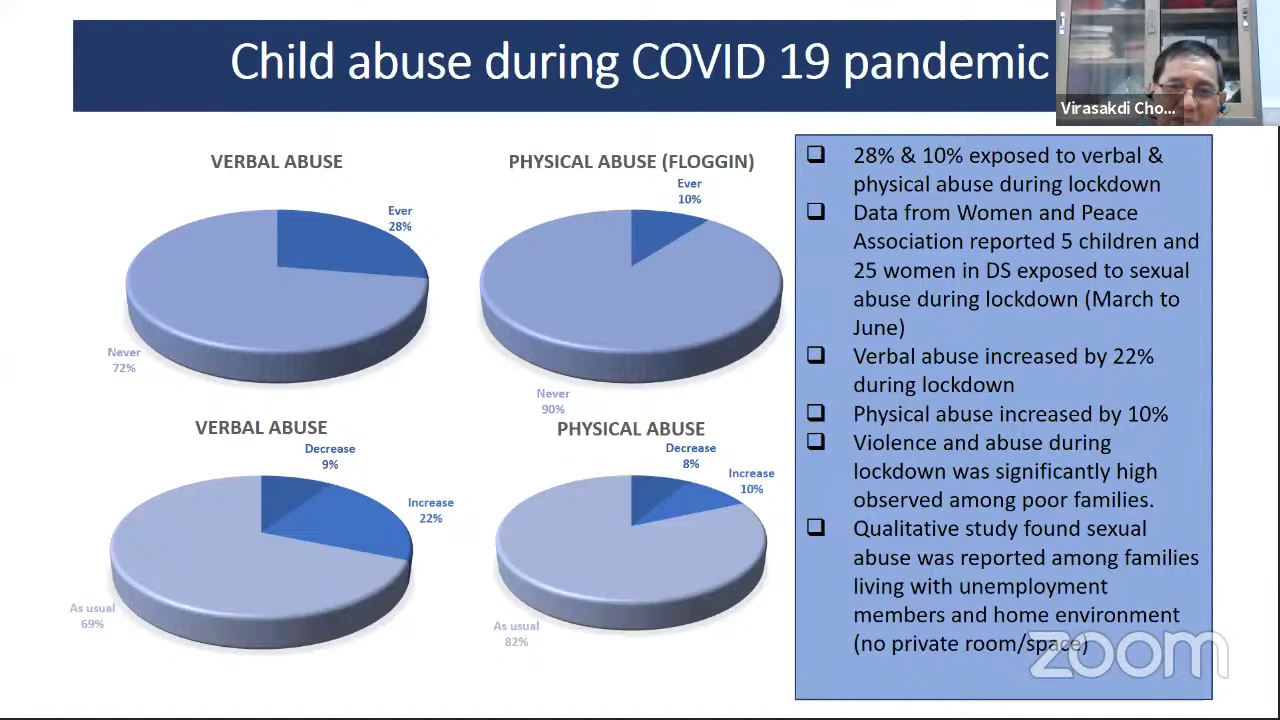 Child abuse during COVID 19 pandemic
Virasakdi Cho...
VERBAL ABUSE
Ever
28%
Never
72%
PHYSICAL ABUSE (FLOGGIN)
Ever
10%
Never
90%
VERBAL ABUSE
Decrease
9%
Increase
22%
As usual
69%
PHYSICAL ABUSE
Decrease
8%
Increase
10%
As usual
82%
28% & 10% exposed to verbal &
physical abuse during lockdown
Data from Women and Peace
Association reported 5 children and
25 women in DS exposed to sexual
abuse during lockdown (March to
June)
Verbal abuse increased by 22%
during lockdown
Physical abuse increased by 10%
Violence and abuse during
lockdown was significantly high
observed among poor families.
Qualitative study found sexual
abuse was reported among families
living with unemployment
members and home environment
(no private room/space)
zoom